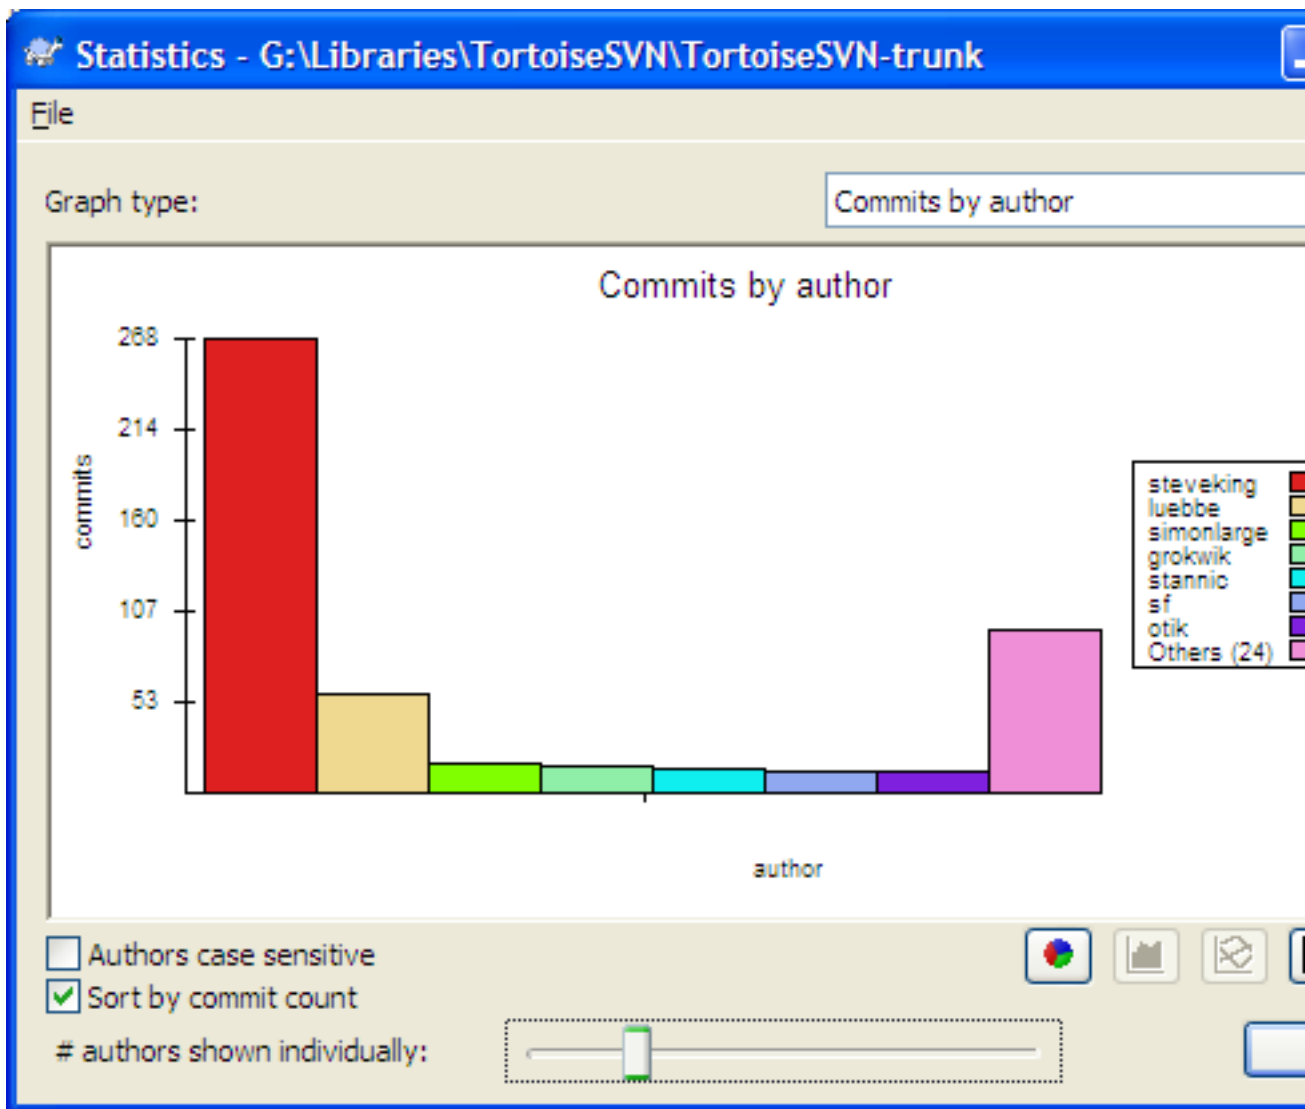 Statistics - G:\Libraries\TortoiseSVN\TortoiseSVN-trunk
File
Graph type:
Commits by author
Commits by author
268
214
160
107
53
commits
author
steveking
luebbe
simonlarge
grokwik
stannic
sf
otik
Others (24)
Authors case sensitive
Sort by commit count
# authors shown individually: